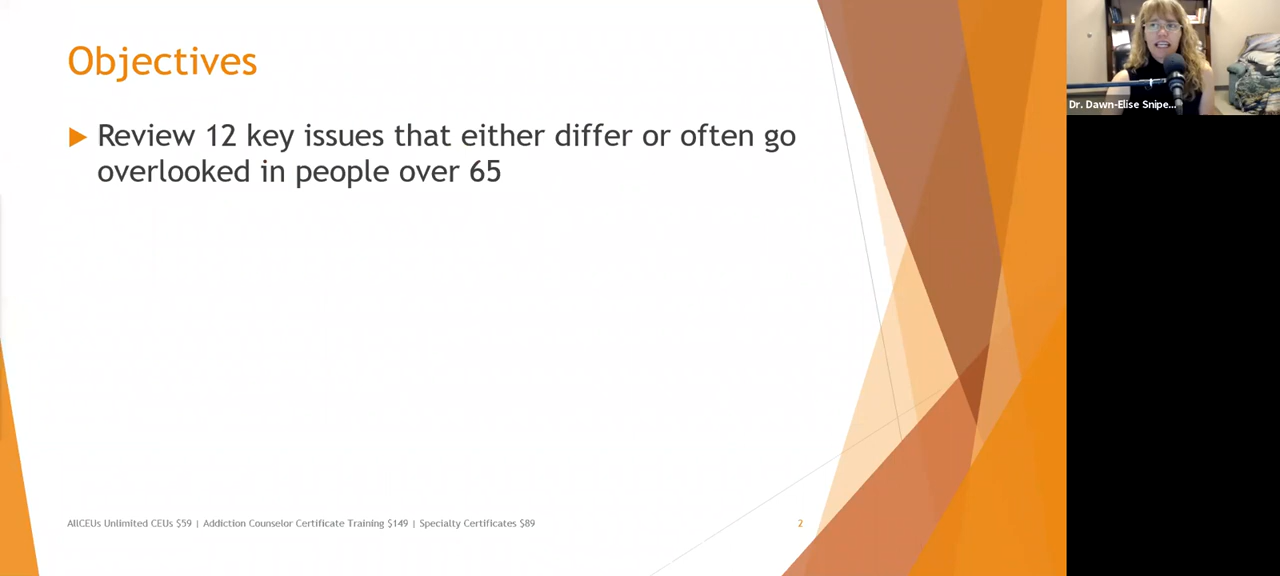 Objectives
Review 12 key issues that either differ or often go
overlooked in people over 65
AllCEUs Unlimited CEUs $59 | Addiction Counselor Certificate Training $149 | Specialty Certificates $89
2
Dr. Dawn-Elise Snipe...